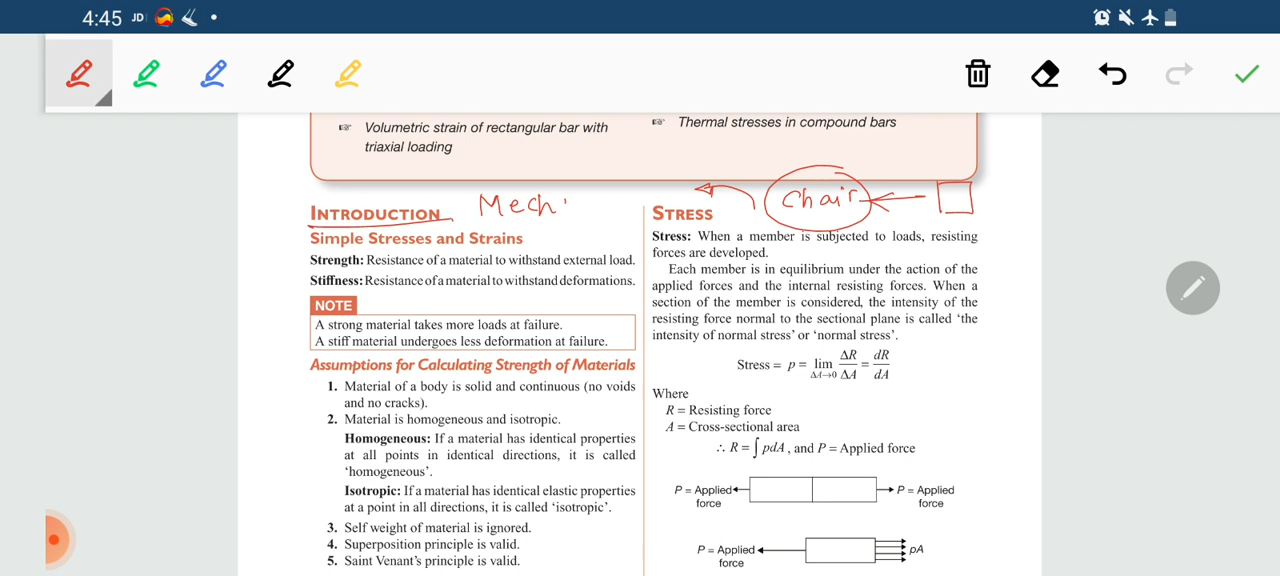 4:45 JD
Volumetric strain of rectangular bar with
triaxial loading
Thermal stresses in compound bars
INTRODUCTION Mech
Simple Stresses and Strains
Strength: Resistance of a material to withstand external load.
Stiffness: Resistance of a material to withstand deformations.
NOTE
A strong material takes more loads at failure.
A stiff material undergoes less deformation at failure.
Assumptions for Calculating Strength of Materials
1. Material of a body is solid and continuous (no voids
and no cracks).
2. Material is homogeneous and isotropic.
Homogeneous: If a material has identical properties
at all points in identical directions, it is called
‘homogeneous’.
Isotropic: If a material has identical elastic properties
at a point in all directions, it is called ‘isotropic’.
3. Self weight of material is ignored.
4. Superposition principle is valid.
5. Saint Venant’s principle is valid.
Chair
STRESS
Stress: When a member is subjected to loads, resisting
forces are developed.
Each member is in equilibrium under the action of the
applied forces and the internal resisting forces. When a
section of the member is considered, the intensity of the
resisting force normal to the sectional plane is called ‘the
intensity of normal stress’ or ‘normal stress’.
Stress = p = lim ΔA→0 ΔR/ΔA = dR/dA
Where
R = Resisting force
A = Cross-sectional area
∴ R = ∫ pdA, and P = Applied force
P = Applied force
P = Applied force
P = Applied force
pA